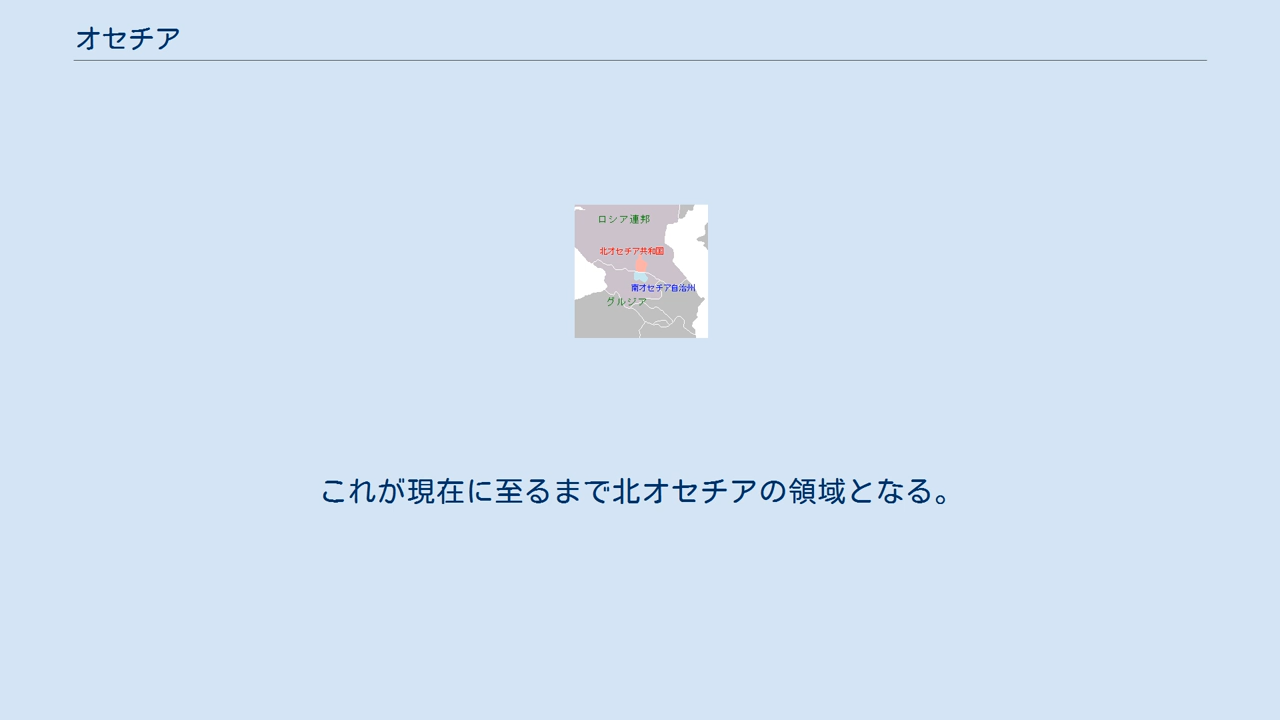 オセチア
ロシア連邦
北オセチア共和国
南オセチア自治州
グルジア
これが現在に至るまで北オセチアの領域となる。